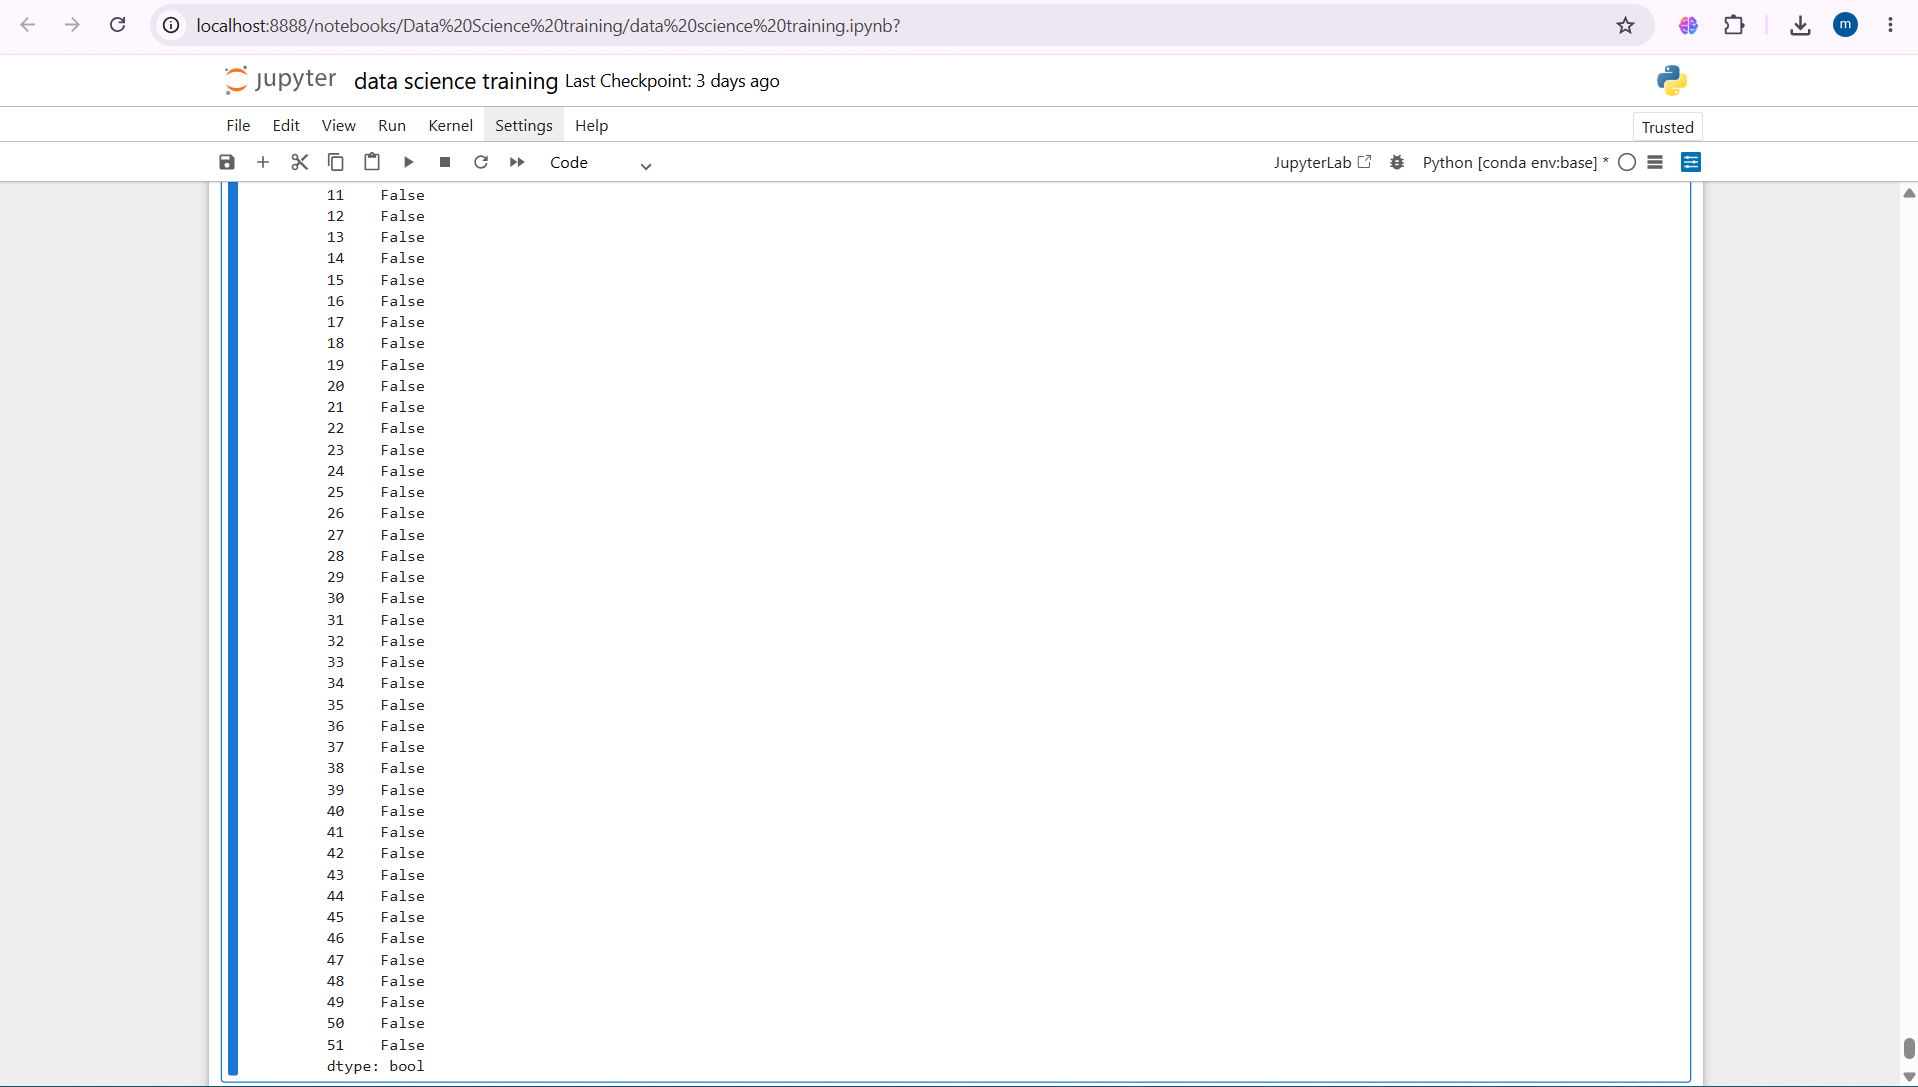 localhost:8888/notebooks/Data%20Science%20training/data%20science%20training.ipynb?
m
jupyter data science training Last Checkpoint: 3 days ago
File Edit View Run Kernel Settings Help
Trusted
Code
JupyterLab
Python [conda env:base] *
11 False
12 False
13 False
14 False
15 False
16 False
17 False
18 False
19 False
20 False
21 False
22 False
23 False
24 False
25 False
26 False
27 False
28 False
29 False
30 False
31 False
32 False
33 False
34 False
35 False
36 False
37 False
38 False
39 False
40 False
41 False
42 False
43 False
44 False
45 False
46 False
47 False
48 False
49 False
50 False
51 False
dtype: bool